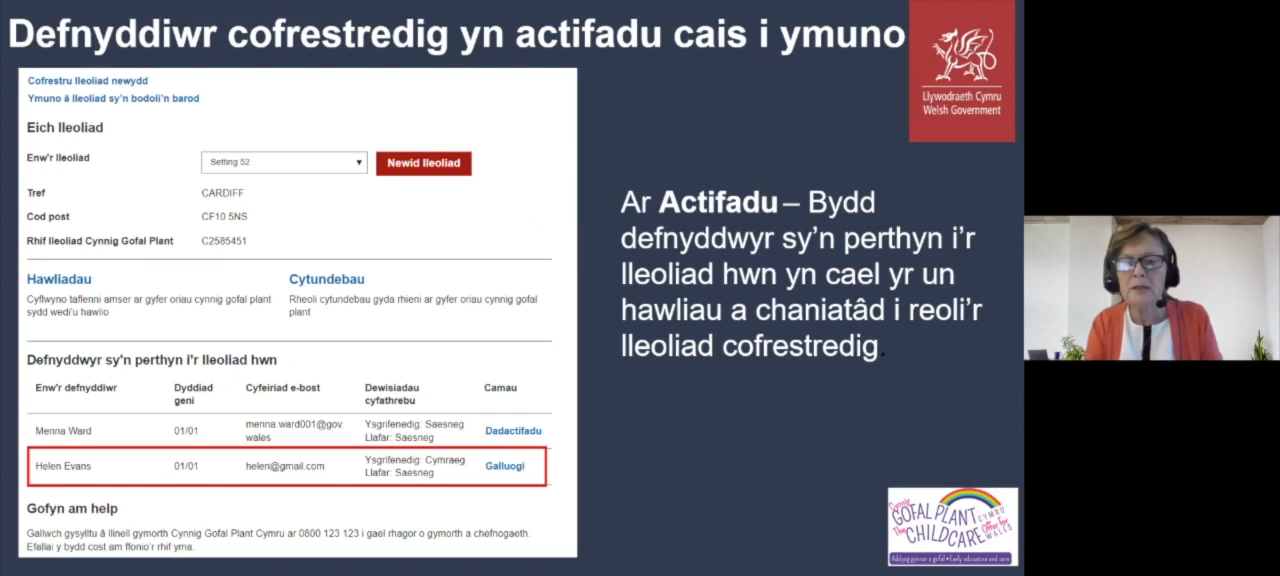 Defnyddiwr cofrestredig yn actifadu cais i ymuno
Llywodraeth Cymru
Welsh Government
Cofrestru lleoliad newydd
Ymuno â lleoliad sy'n bodoli'n barod
Eich lleoliad
Enw'r lleoliad
Setting 52
Newid lleoliad
Tref
CARDIFF
Cod post
CF10 5NS
Rhif lleoliad Cynnig Gofal Plant
C2585451
Hawliadau
Cyflwyno taflenni amser ar gyfer oriau cynnig gofal plant
sydd wedi'u hawlio
Cytundebau
Rheoli cytundebau gyda rhieni ar gyfer oriau cynnig gofal
plant
Defnyddwyr sy'n perthyn i'r lleoliad hwn
Enw'r defnyddiwr
Dyddiad
geni
Cyfeiriad e-bost
Dewisiadau
cyfathrebu
Camau
Menna Ward
01/01
menna.ward001@gov.
wales
Ysgrifenedig: Saesneg
Llafar: Saesneg
Dadactifadu
Helen Evans
01/01
helen@gmail.com
Ysgrifenedig: Cymraeg
Llafar: Saesneg
Galluogi
Gofyn am help
Gallwch gysylltu â llinell gymorth Cynnig Gofal Plant Cymru ar 0800 123 123 i gael rhagor o gymorth a chefnogaeth.
Efallai y bydd cost am ffonio'r rhif yma.
Ar Actifadu – Bydd
defnyddwyr sy'n perthyn i'r
lleoliad hwn yn cael yr un
hawliau a chaniatâd i reoli'r
lleoliad cofrestredig.
Cynnig
GOFAL PLANT
CYMRU
The
CHILDCARE
Offer for
WALES
Addysg gynnar a gofal • Early education and care